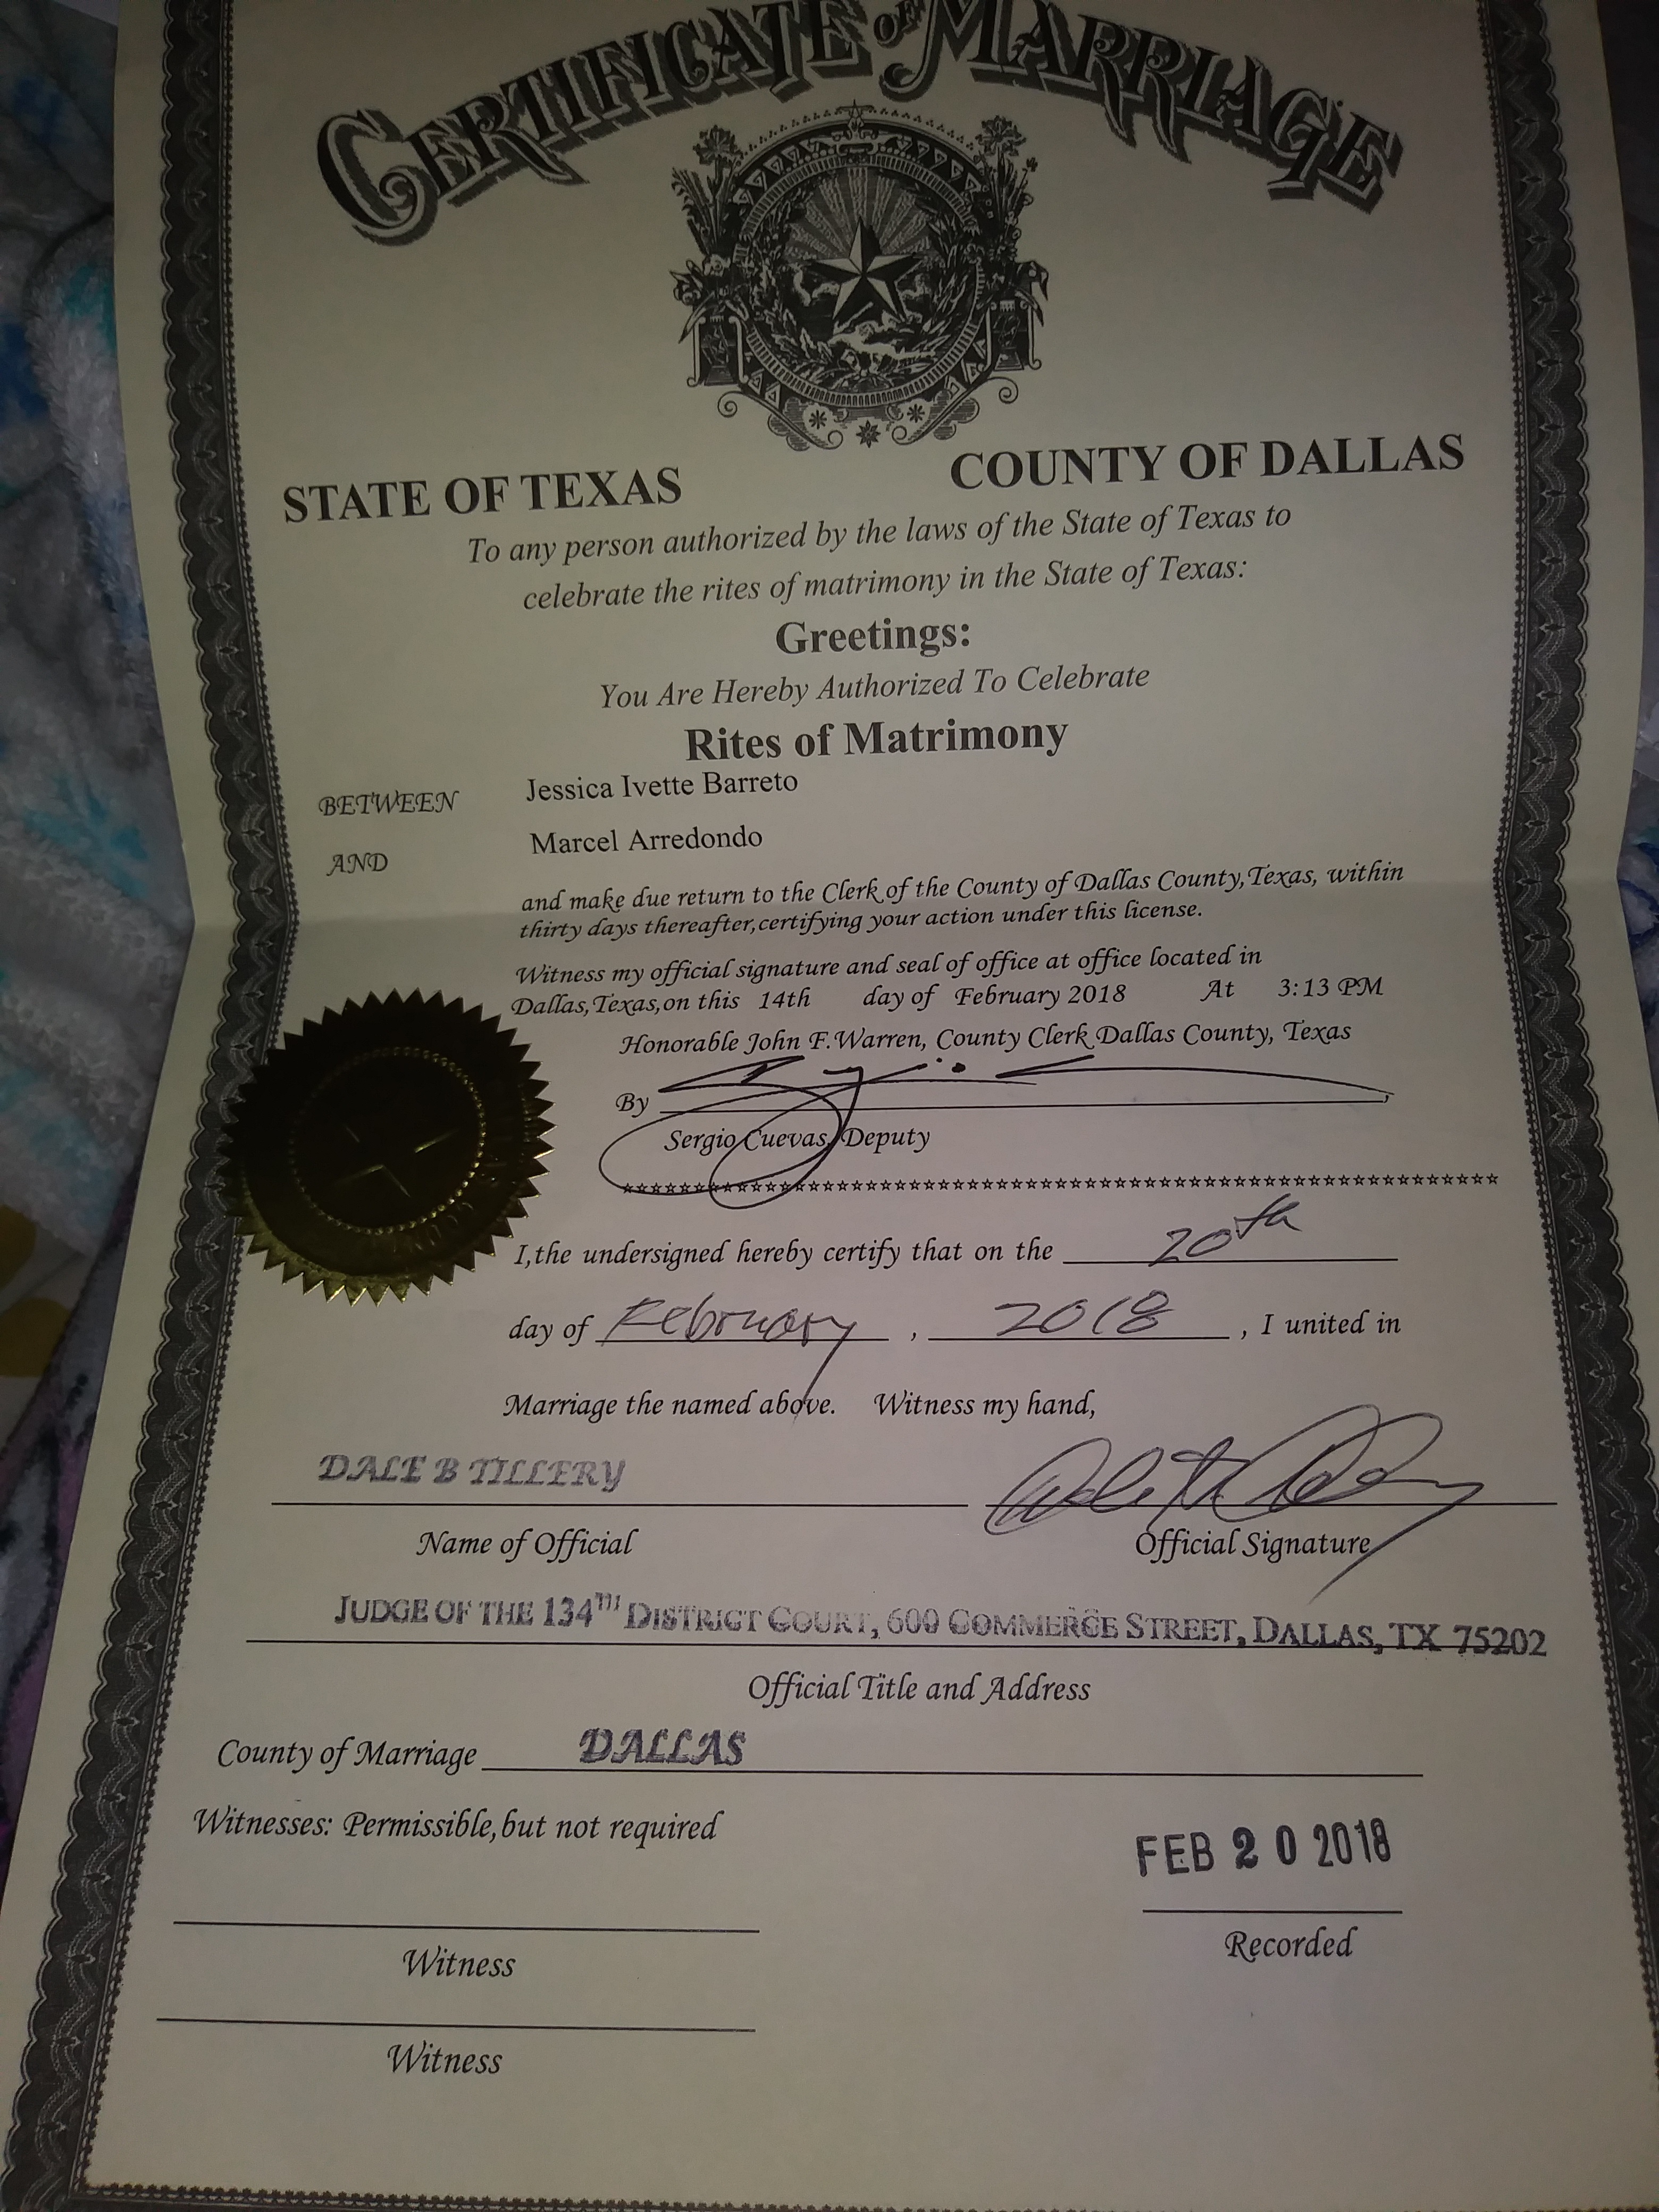 CERTIFICATE OF MARRIAGE
STATE OF TEXAS COUNTY OF DALLAS
To any person authorized by the laws of the State of Texas to
celebrate the rites of matrimony in the State of Texas:
Greetings:
You Are Hereby Authorized To Celebrate
Rites of Matrimony
BETWEEN Jessica Ivette Barreto
AND Marcel Arredondo
and make due return to the Clerk of the County of Dallas County,Texas, within
thirty days thereafter,certifying your action under this license.
Witness my official signature and seal of office at office located in
Dallas,Texas,on this 14th day of February 2018 At 3:13 PM
Honorable John F.Warren, County Clerk Dallas County, Texas
By
Sergio Cuevas, Deputy
I,the undersigned hereby certify that on the 20th
day of February , 2018 , I united in
Marriage the named above. Witness my hand,
DALE B TILLERY
Name of Official Official Signature
JUDGE OF THE 134TH DISTRICT COURT, 600 COMMERCE STREET, DALLAS, TX 75202
Official Title and Address
County of Marriage DALLAS
Witnesses: Permissible,but not required
FEB 20 2018
Recorded
Witness
Witness